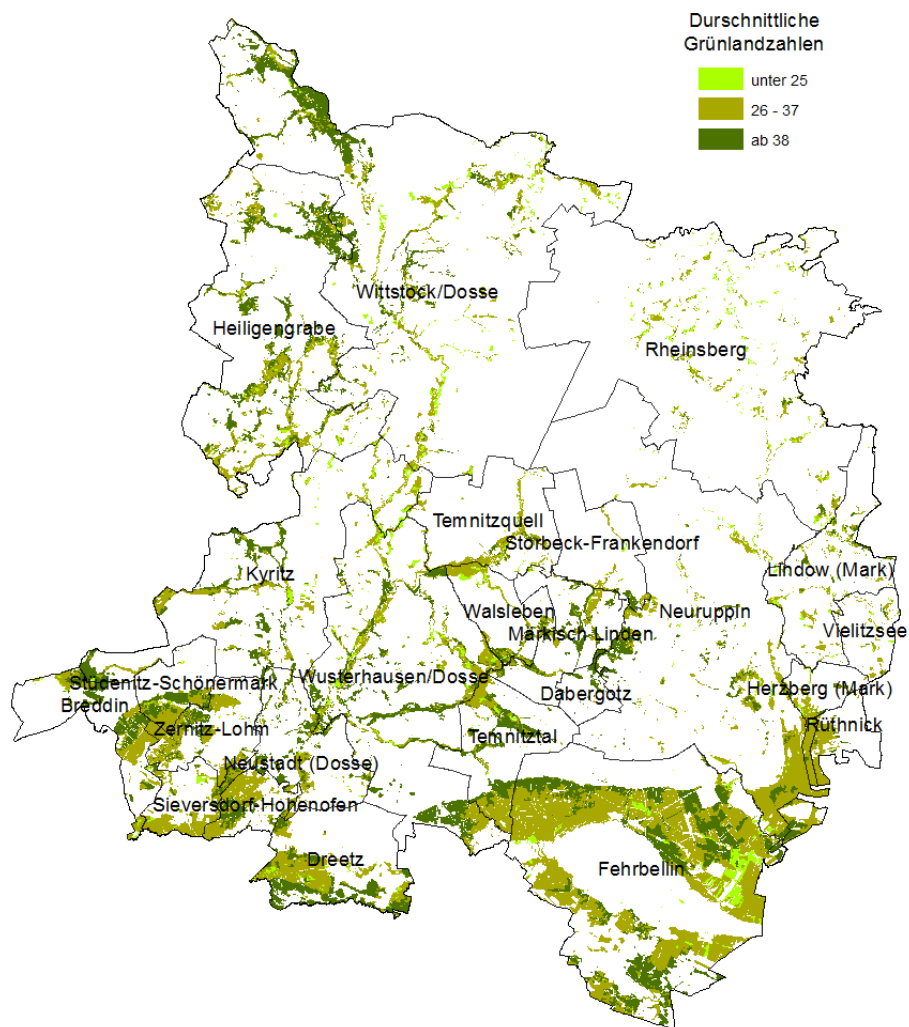 Durschnittliche
Grünlandzahlen
unter 25
26 - 37
ab 38
Wittstock/Dosse
Heiligengrabe
Rheinsberg
Temnitzquell
Storbeck-Frankendorf
Lindow (Mark)
Kyritz
Walsleben
Neuruppin
Märkisch Linden
Vielitzsee
Wusterhausen/Dosse
Stüdenitz-Schönermark
Herzberg (Mark)
Dabergotz
Breddin
Rüthnick
Zernitz-Lohm
Temnitztal
Neustadt (Dosse)
Sieversdorf-Hohenofen
Dreetz
Fehrbellin